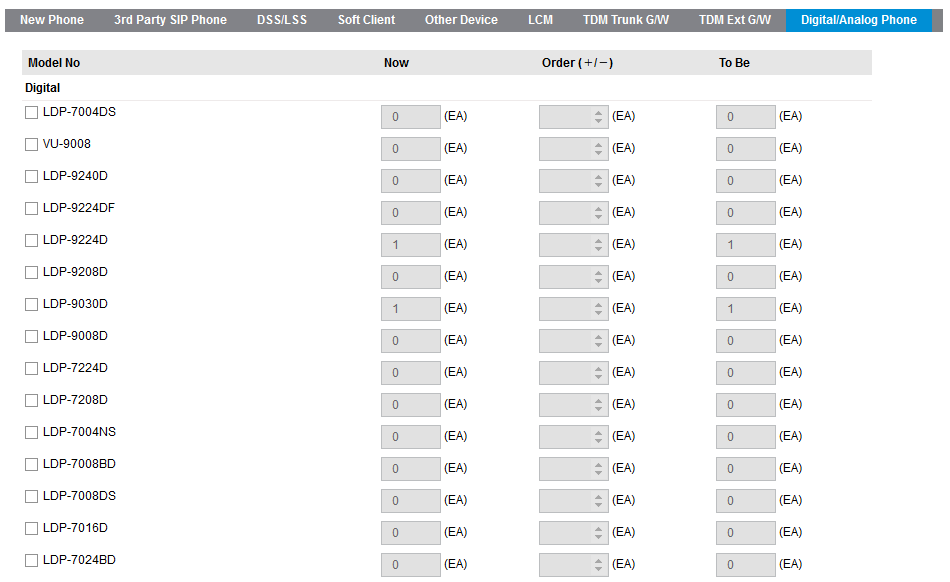 New Phone 3rd Party SIP Phone DSS/LSS Soft Client Other Device LCM TDM Trunk G/W TDM Ext G/W Digital/Analog Phone
Model No Now Order (+/−) To Be
Digital
LDP-7004DS 0 (EA) (EA) 0 (EA)
VU-9008 0 (EA) (EA) 0 (EA)
LDP-9240D 0 (EA) (EA) 0 (EA)
LDP-9224DF 0 (EA) (EA) 0 (EA)
LDP-9224D 1 (EA) (EA) 1 (EA)
LDP-9208D 0 (EA) (EA) 0 (EA)
LDP-9030D 1 (EA) (EA) 1 (EA)
LDP-9008D 0 (EA) (EA) 0 (EA)
LDP-7224D 0 (EA) (EA) 0 (EA)
LDP-7208D 0 (EA) (EA) 0 (EA)
LDP-7004NS 0 (EA) (EA) 0 (EA)
LDP-7008BD 0 (EA) (EA) 0 (EA)
LDP-7008DS 0 (EA) (EA) 0 (EA)
LDP-7016D 0 (EA) (EA) 0 (EA)
LDP-7024BD 0 (EA) (EA) 0 (EA)